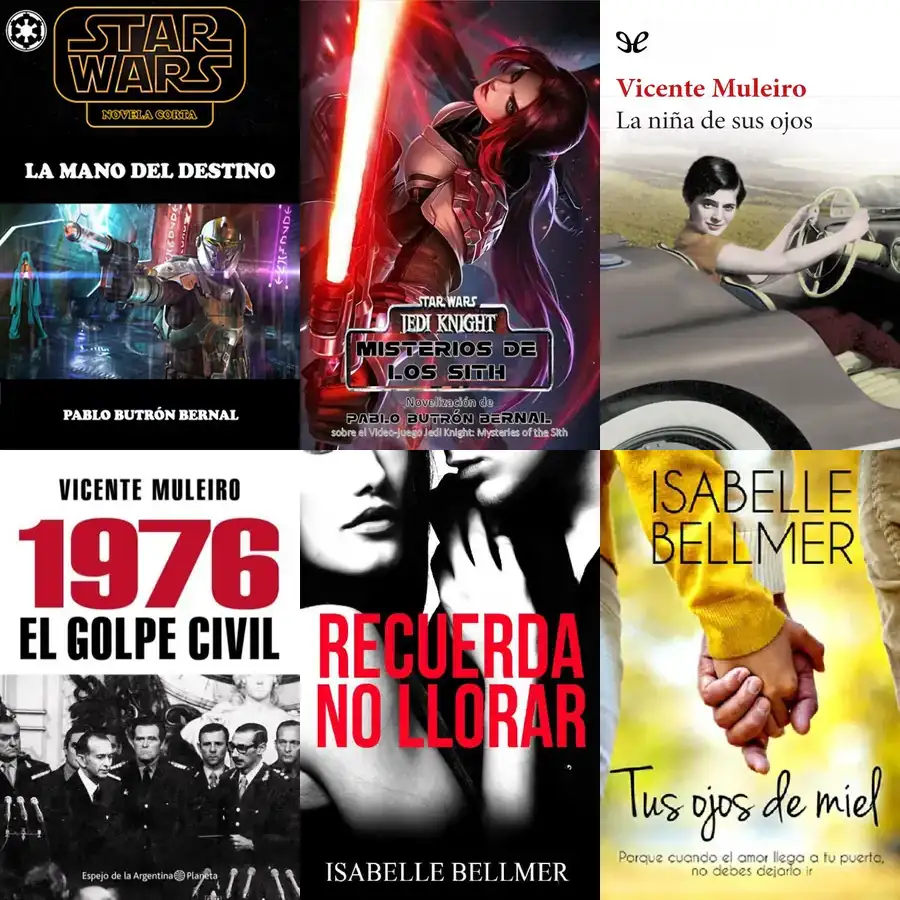 STAR
WARS
NOVELA CORTA
LA MANO DEL DESTINO
PABLO BUTRÓN BERNAL
STAR WARS
JEDI KNIGHT
MISTERIOS DE
LOS SITH
Novelización de
PABLO BUTRÓN BERNAL
sobre el Video-juego Jedi Knight: Mysteries of the Sith
Vicente Muleiro
La niña de sus ojos
VICENTE MULEIRO
1976
EL GOLPE CIVIL
Espejo de la Argentina Planeta
RECUERDA
NO LLORAR
ISABELLE BELLMER
ISABELLE
BELLMER
Tus ojos de miel
Porque cuando el amor llega a tu puerta,
no debes dejarlo ir